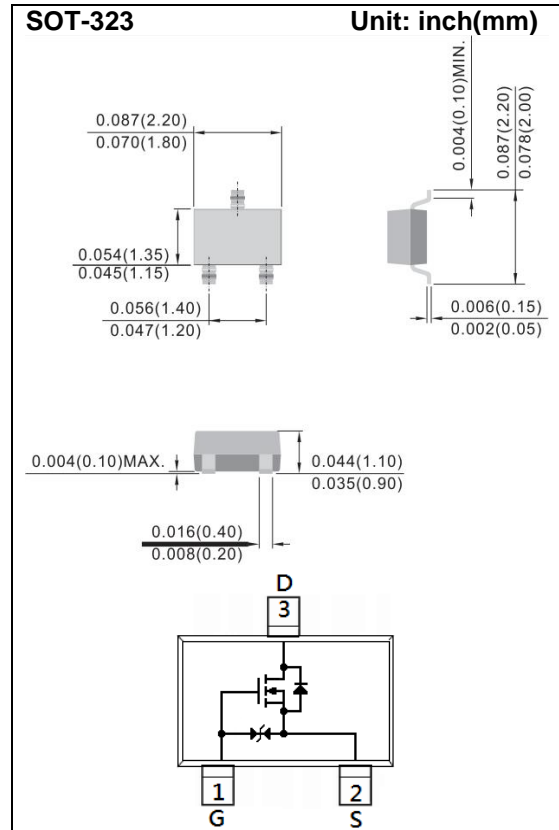 SOT-323 Unit: inch(mm)
0.087(2.20)
0.070(1.80)
0.004(0.10)MIN.
0.087(2.20)
0.078(2.00)
0.054(1.35)
0.045(1.15)
0.056(1.40)
0.047(1.20)
0.006(0.15)
0.002(0.05)
0.004(0.10)MAX.
0.044(1.10)
0.035(0.90)
0.016(0.40)
0.008(0.20)
D
3
1
2
G
S